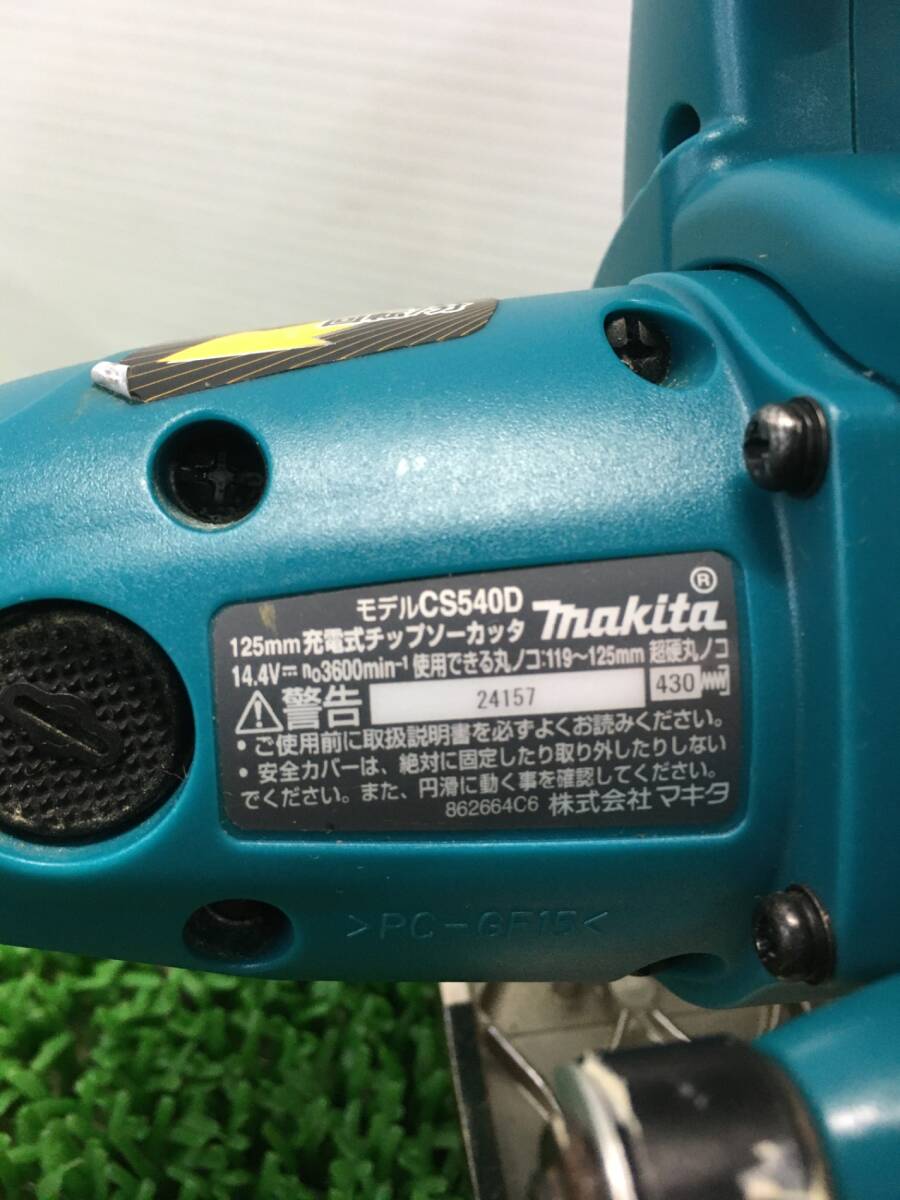 モデルCS540D
makita®
125mm充電式チップソーカッタ
14.4V⎓ n₀3600min⁻¹ 使用できる丸ノコ:119～125mm 超硬丸ノコ
⚠警告 24157 430
• ご使用前に取扱説明書を必ずよくお読みください。
• 安全カバーは、絶対に固定したり取り外したりしない
でください。また、円滑に動く事を確認してください。
862664C6 株式会社マキタ
>PC-GF15<